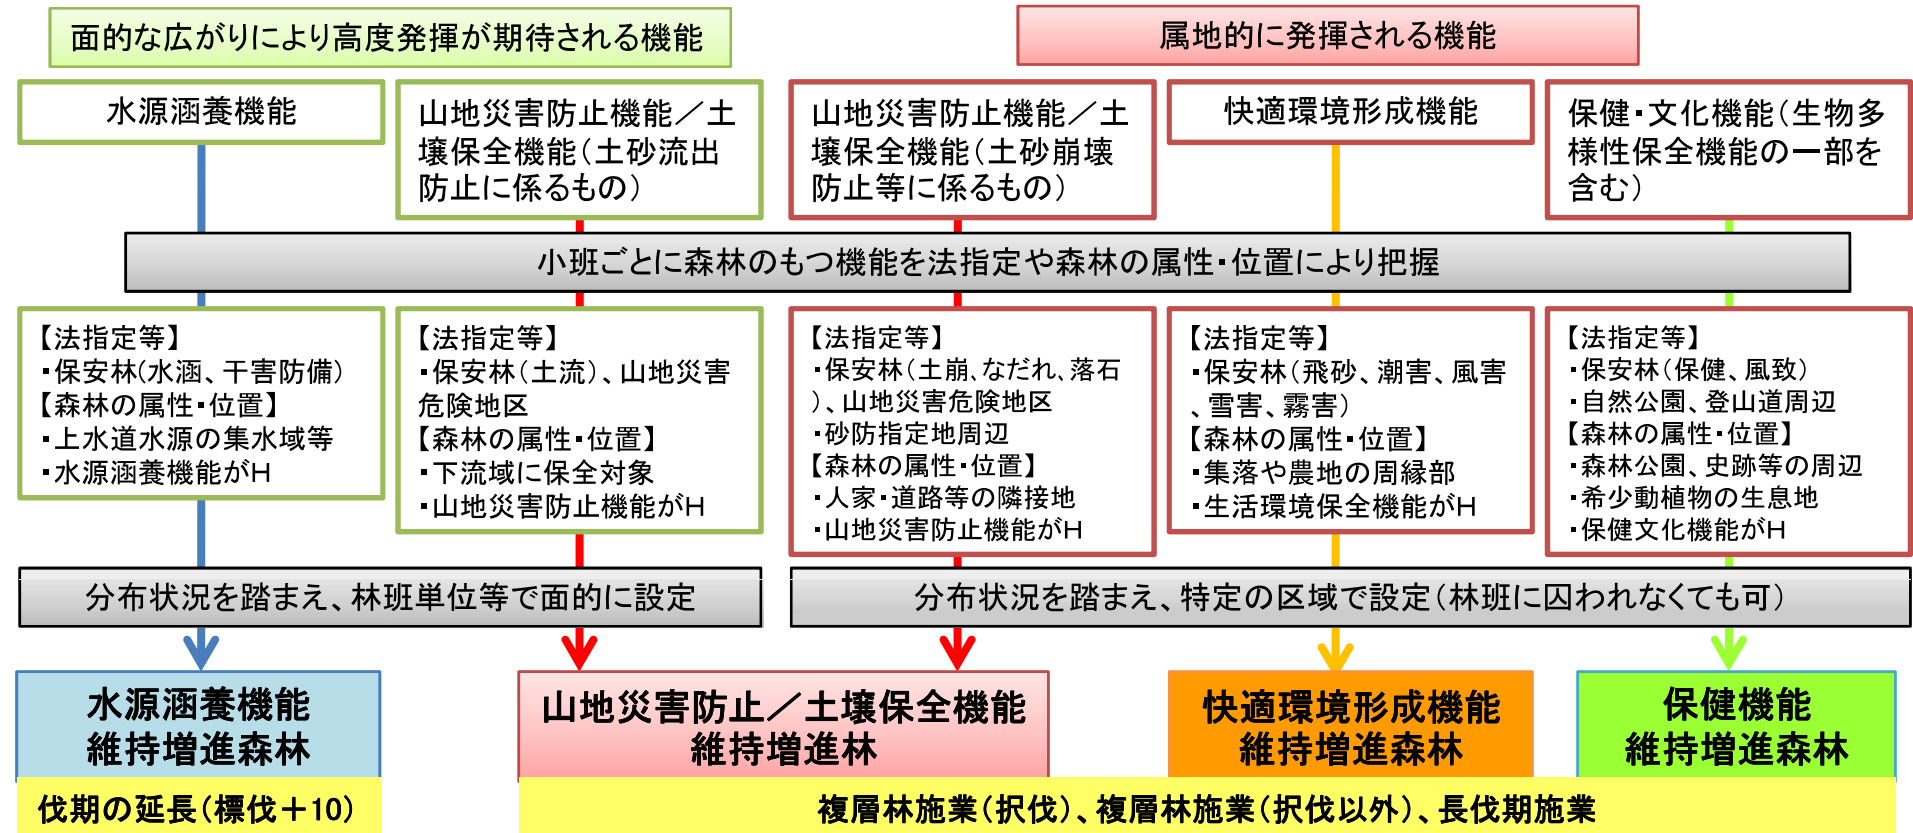 面的な広がりにより高度発揮が期待される機能
属地的に発揮される機能
水源涵養機能
山地災害防止機能／土
壌保全機能（土砂流出
防止に係るもの）
山地災害防止機能／土
壌保全機能（土砂崩壊
防止等に係るもの）
快適環境形成機能
保健・文化機能（生物多
様性保全機能の一部を
含む）
小班ごとに森林のもつ機能を法指定や森林の属性・位置により把握
【法指定等】
・保安林(水涵、干害防備)
【森林の属性・位置】
・上水道水源の集水域等
・水源涵養機能がＨ
【法指定等】
・保安林（土流）、山地災害
危険地区
【森林の属性・位置】
・下流域に保全対象
・山地災害防止機能がＨ
【法指定等】
・保安林（土崩、なだれ、落石
）、山地災害危険地区
・砂防指定地周辺
【森林の属性・位置】
・人家・道路等の隣接地
・山地災害防止機能がＨ
【法指定等】
・保安林（飛砂、潮害、風害
、雪害、霧害）
【森林の属性・位置】
・集落や農地の周縁部
・生活環境保全機能がＨ
【法指定等】
・保安林（保健、風致）
・自然公園、登山道周辺
【森林の属性・位置】
・森林公園、史跡等の周辺
・希少動植物の生息地
・保健文化機能がＨ
分布状況を踏まえ、林班単位等で面的に設定
分布状況を踏まえ、特定の区域で設定（林班に囚われなくても可）
水源涵養機能
維持増進森林
山地災害防止／土壌保全機能
維持増進林
快適環境形成機能
維持増進森林
保健機能
維持増進森林
伐期の延長（標伐＋10）
複層林施業（択伐）、複層林施業（択伐以外）、長伐期施業